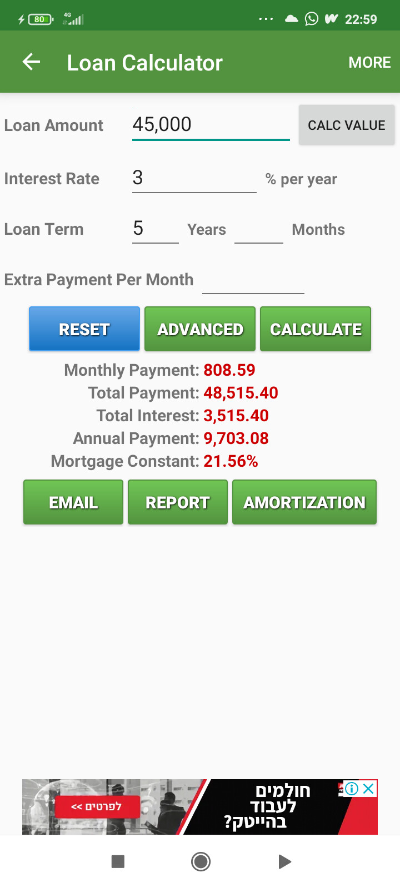 80 4G ... 22:59
Loan Calculator MORE
Loan Amount 45,000 CALC VALUE
Interest Rate 3 % per year
Loan Term 5 Years Months
Extra Payment Per Month
RESET ADVANCED CALCULATE
Monthly Payment: 808.59
Total Payment: 48,515.40
Total Interest: 3,515.40
Annual Payment: 9,703.08
Mortgage Constant: 21.56%
EMAIL REPORT AMORTIZATION
חולמים
לעבוד
בהייטק?
לפרטים >>